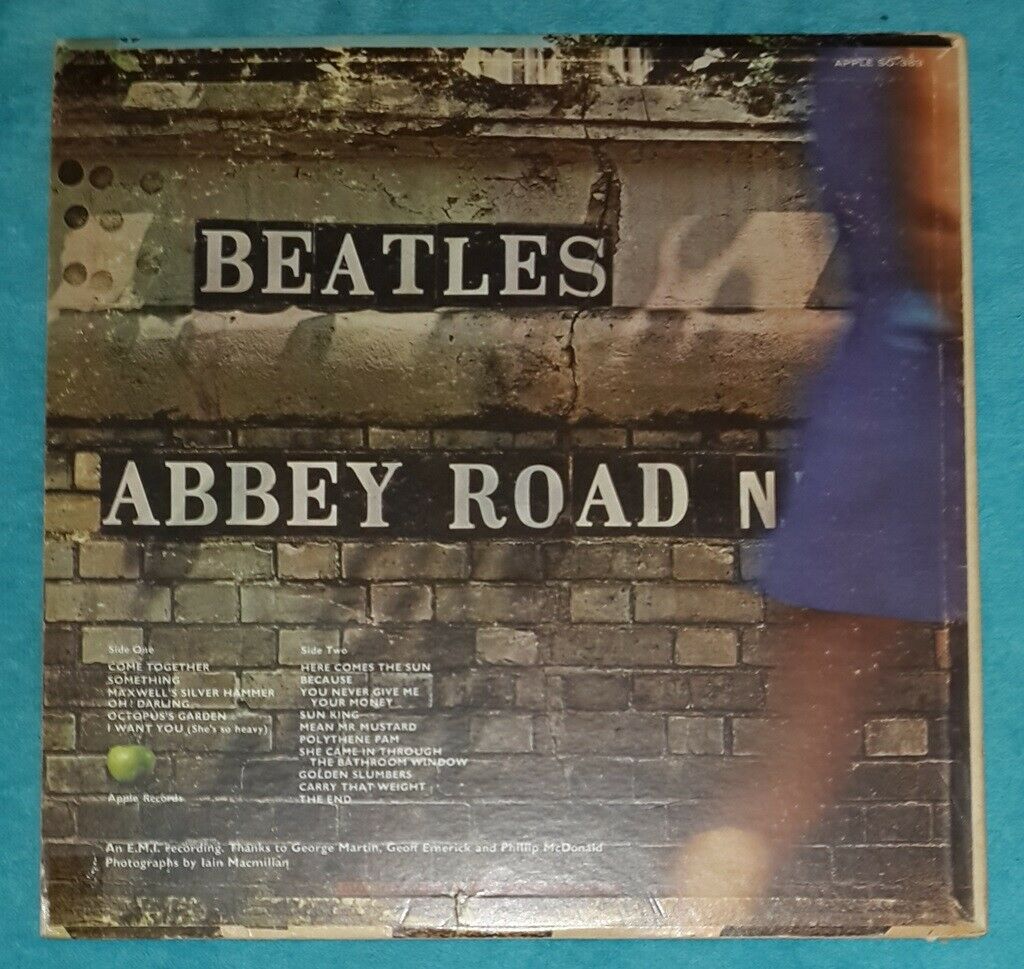 APPLE SO-383
BEATLES
ABBEY ROAD N
Side One
COME TOGETHER
SOMETHING
MAXWELL'S SILVER HAMMER
OH! DARLING
OCTOPUS'S GARDEN
I WANT YOU (She's so heavy)
Apple Records
Side Two
HERE COMES THE SUN
BECAUSE
YOU NEVER GIVE ME
YOUR MONEY
SUN KING
MEAN MR MUSTARD
POLYTHENE PAM
SHE CAME IN THROUGH
THE BATHROOM WINDOW
GOLDEN SLUMBERS
CARRY THAT WEIGHT
THE END
An E.M.I. recording. Thanks to George Martin, Geoff Emerick and Phillip McDonald
Photographs by Iain Macmillan